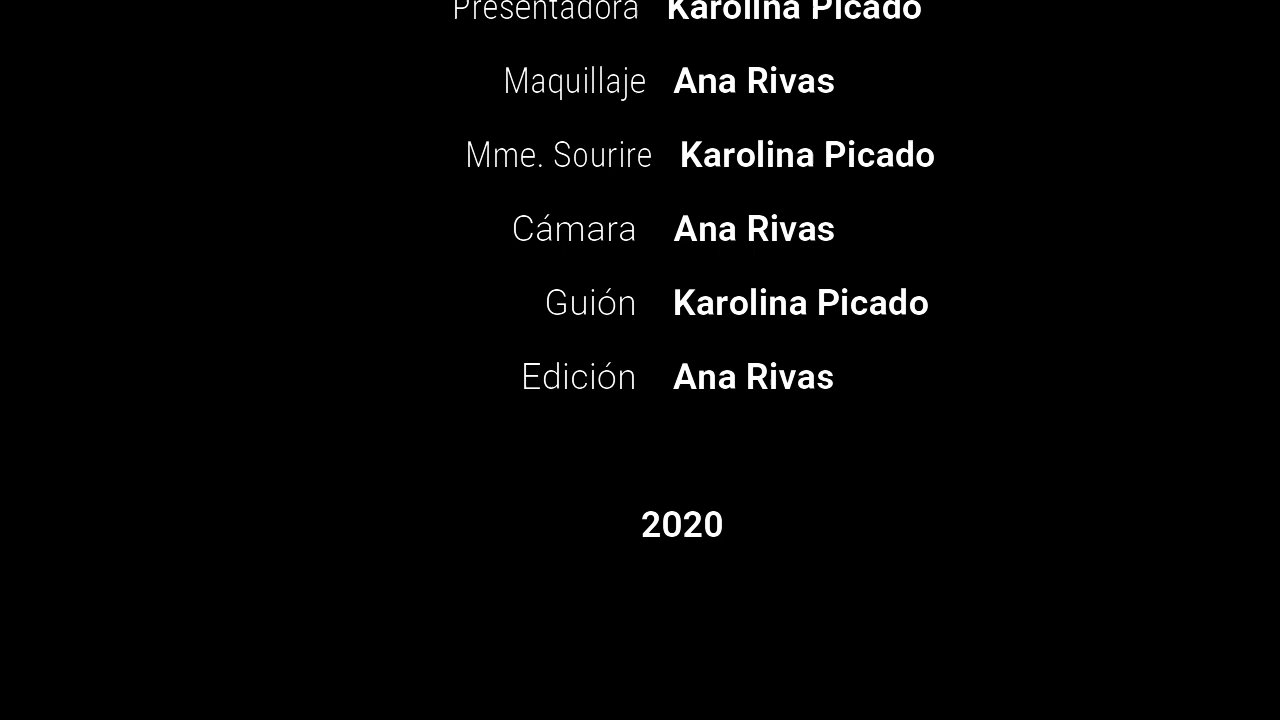 Presentadora Karolina Picado
Maquillaje Ana Rivas
Mme. Sourire Karolina Picado
Cámara Ana Rivas
Guión Karolina Picado
Edición Ana Rivas
2020